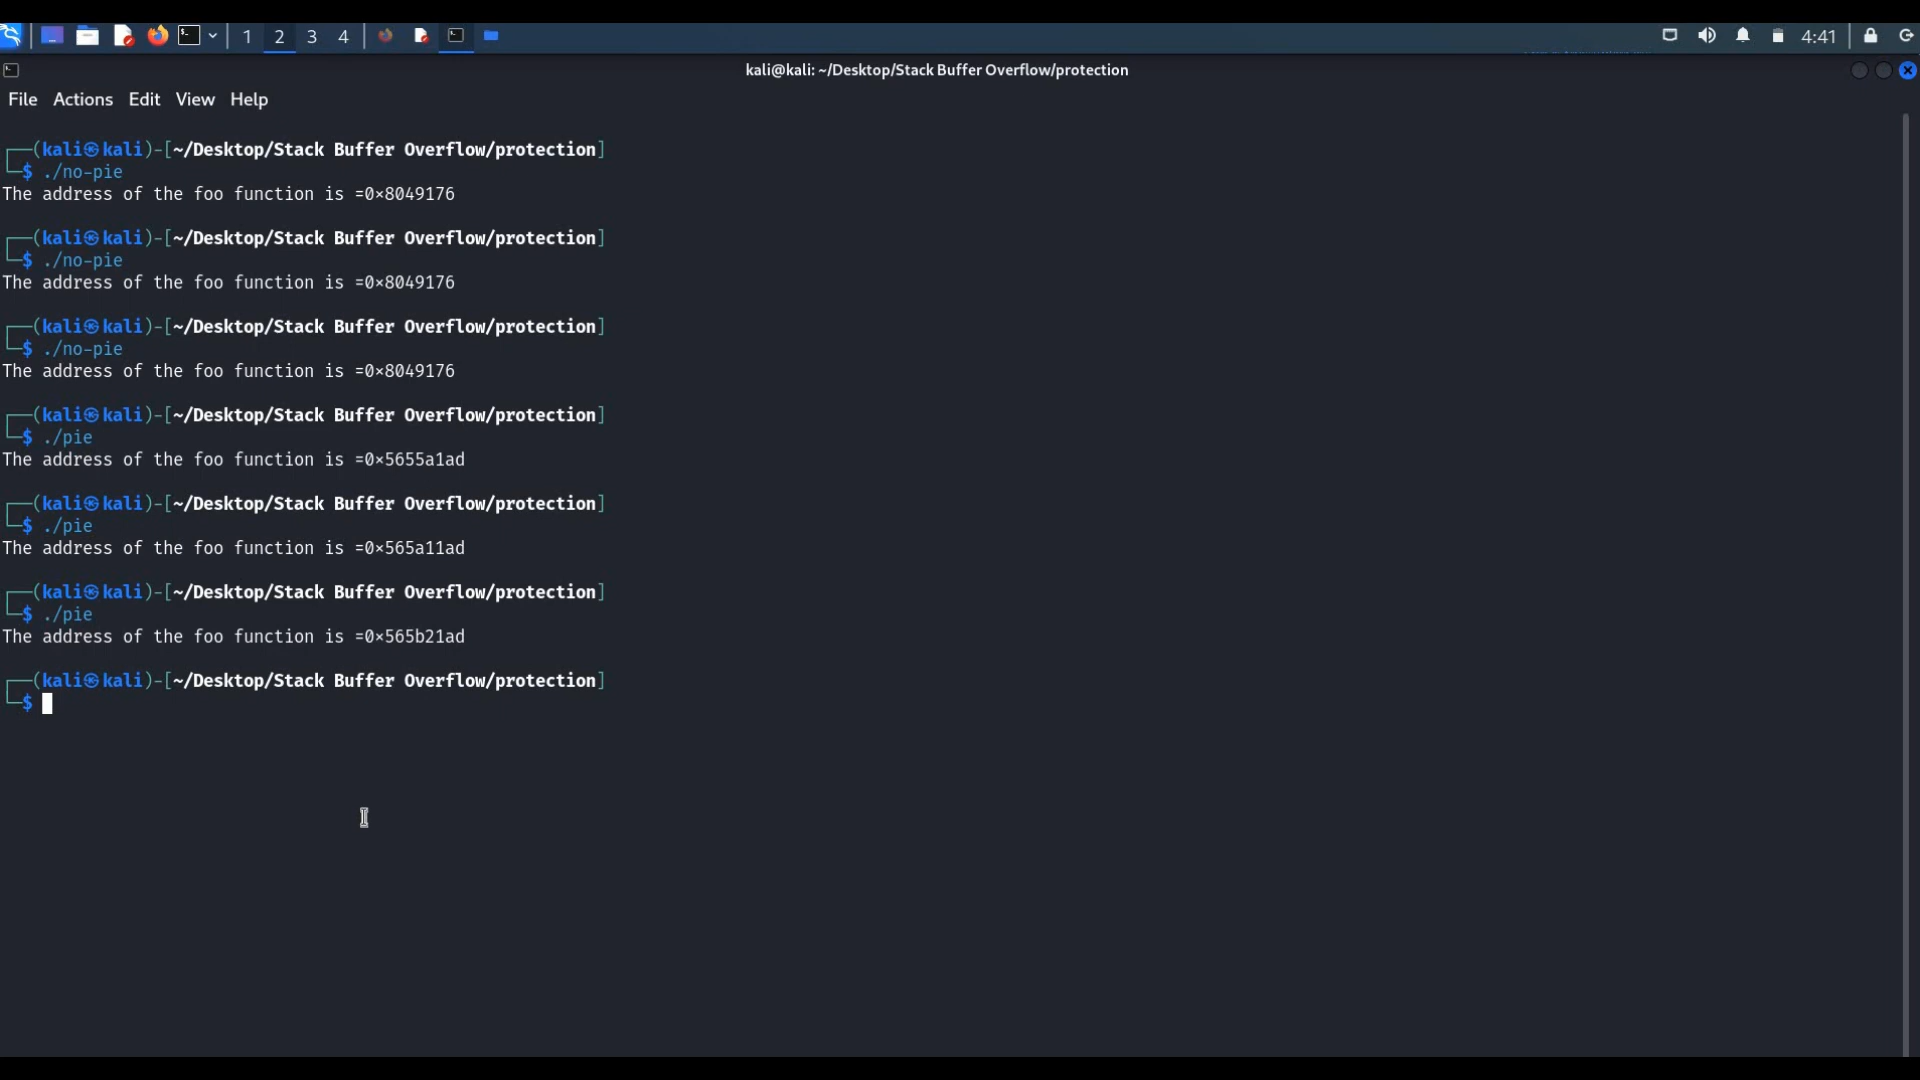 1 2 3 4 4:41
kali@kali: ~/Desktop/Stack Buffer Overflow/protection
File Actions Edit View Help
┌──(kali㉿kali)-[~/Desktop/Stack Buffer Overflow/protection]
└─$ ./no-pie
The address of the foo function is =0×8049176
┌──(kali㉿kali)-[~/Desktop/Stack Buffer Overflow/protection]
└─$ ./no-pie
The address of the foo function is =0×8049176
┌──(kali㉿kali)-[~/Desktop/Stack Buffer Overflow/protection]
└─$ ./no-pie
The address of the foo function is =0×8049176
┌──(kali㉿kali)-[~/Desktop/Stack Buffer Overflow/protection]
└─$ ./pie
The address of the foo function is =0×5655a1ad
┌──(kali㉿kali)-[~/Desktop/Stack Buffer Overflow/protection]
└─$ ./pie
The address of the foo function is =0×565a11ad
┌──(kali㉿kali)-[~/Desktop/Stack Buffer Overflow/protection]
└─$ ./pie
The address of the foo function is =0×565b21ad
┌──(kali㉿kali)-[~/Desktop/Stack Buffer Overflow/protection]
└─$